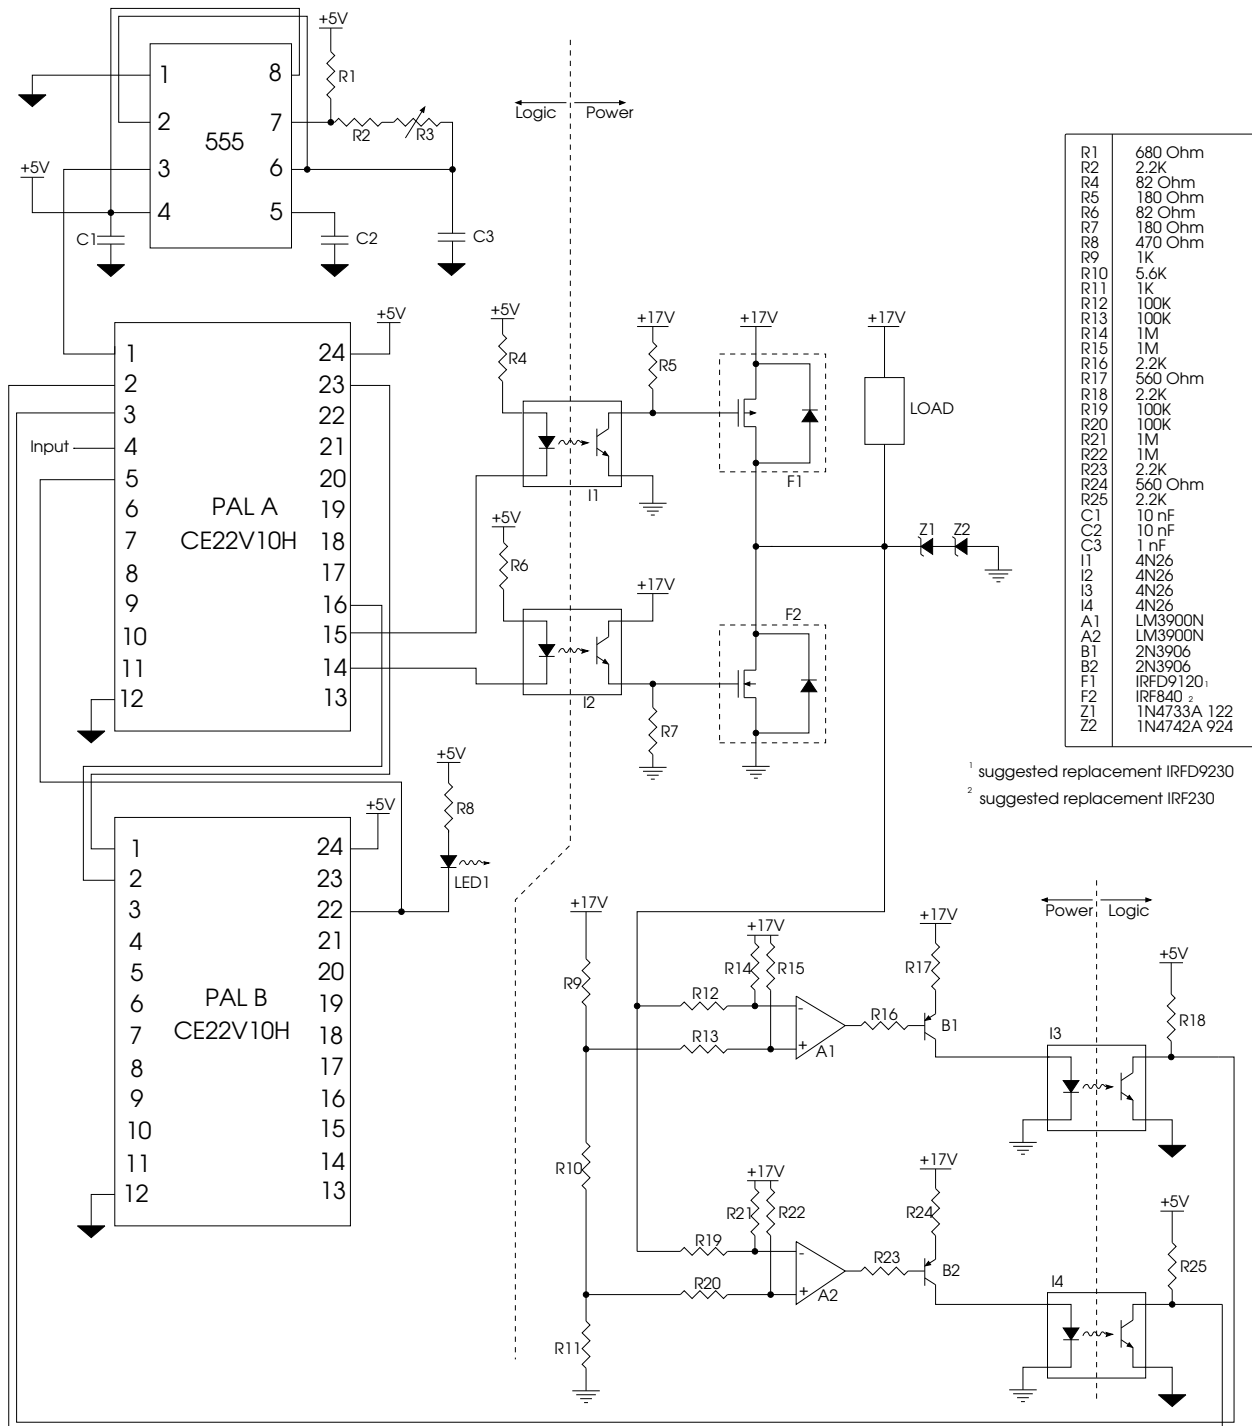 +5V
1
8
R1
2
7
555
R2
R3
3
6
+5V
4
5
C1
C2
C3
Logic
Power
+5V
1
24
2
23
3
22
Input
4
21
5
20
6
PAL A
19
7
CE22V10H
18
8
17
9
16
10
15
11
14
12
13
+5V
R4
I1
+5V
R6
I2
+17V
R5
+17V
F1
+17V
LOAD
Z1
Z2
+17V
R7
F2
R1 680 Ohm
R2 2.2K
R4 82 Ohm
R5 180 Ohm
R6 82 Ohm
R7 180 Ohm
R8 470 Ohm
R9 1K
R10 5.6K
R11 1K
R12 100K
R13 100K
R14 1M
R15 1M
R16 2.2K
R17 560 Ohm
R18 2.2K
R19 100K
R20 100K
R21 1M
R22 1M
R23 2.2K
R24 560 Ohm
R25 2.2K
C1 10 nF
C2 10 nF
C3 1 nF
I1 4N26
I2 4N26
I3 4N26
I4 4N26
A1 LM3900N
A2 LM3900N
B1 2N3906
B2 2N3906
F1 IRFD9120 1
F2 IRF840 2
Z1 1N4733A 122
Z2 1N4742A 924
1 suggested replacement IRFD9230
2 suggested replacement IRF230
+5V
R8
LED1
+5V
1
24
2
23
3
22
4
21
5
20
6
PAL B
19
7
CE22V10H
18
8
17
9
16
10
15
11
14
12
13
+17V
R9
R10
R11
+17V
R14
R15
R12
-
R13
+
A1
R16
+17V
R17
B1
Power
Logic
+5V
R18
I3
+17V
R21
R22
R19
-
R20
+
A2
R23
+17V
R24
B2
+5V
R25
I4